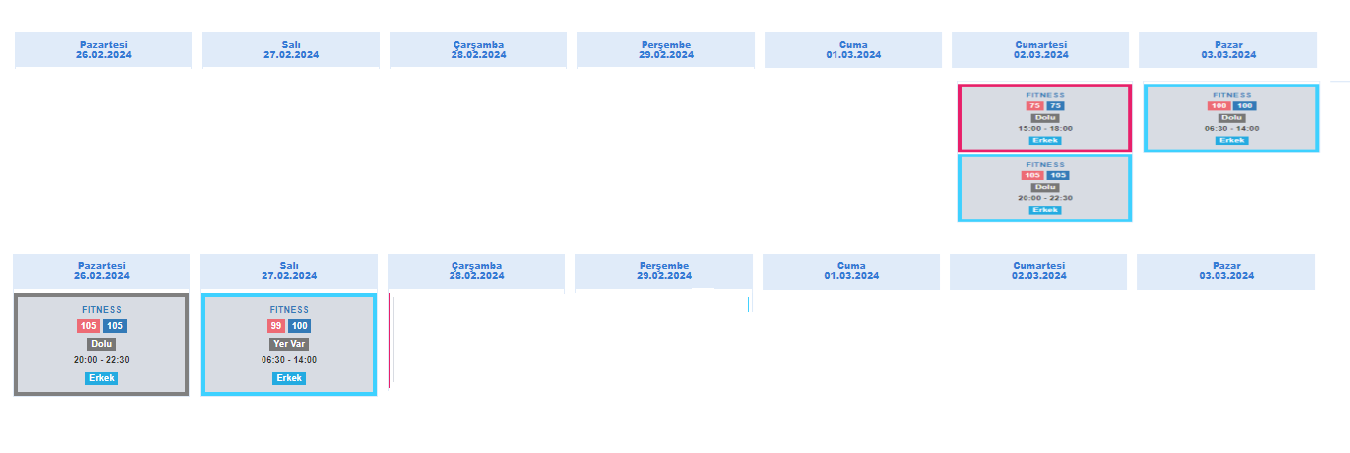 Pazartesi
26.02.2024
Salı
27.02.2024
Çarşamba
28.02.2024
Perşembe
29.02.2024
Cuma
01.03.2024
Cumartesi
02.03.2024
Pazar
03.03.2024
FITNESS
75 75
Dolu
15:00 - 18:00
Erkek
FITNESS
105 105
Dolu
20:00 - 22:30
Erkek
FITNESS
100 100
Dolu
06:30 - 14:00
Erkek
Pazartesi
26.02.2024
Salı
27.02.2024
Çarşamba
28.02.2024
Perşembe
29.02.2024
Cuma
01.03.2024
Cumartesi
02.03.2024
Pazar
03.03.2024
FITNESS
105 105
Dolu
20:00 - 22:30
Erkek
FITNESS
99 100
Yer Var
06:30 - 14:00
Erkek